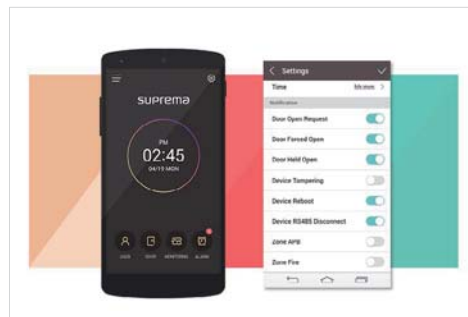 suprema
PM
02:45
04/15 MON
USER
DOOR
MONITORING
ALARM
Settings
Time hh:mm
Notification
Door Open Request
Door Forced Open
Door Held Open
Device Tampering
Device Reboot
Device RS485 Disconnect
Zone APB
Zone Fire